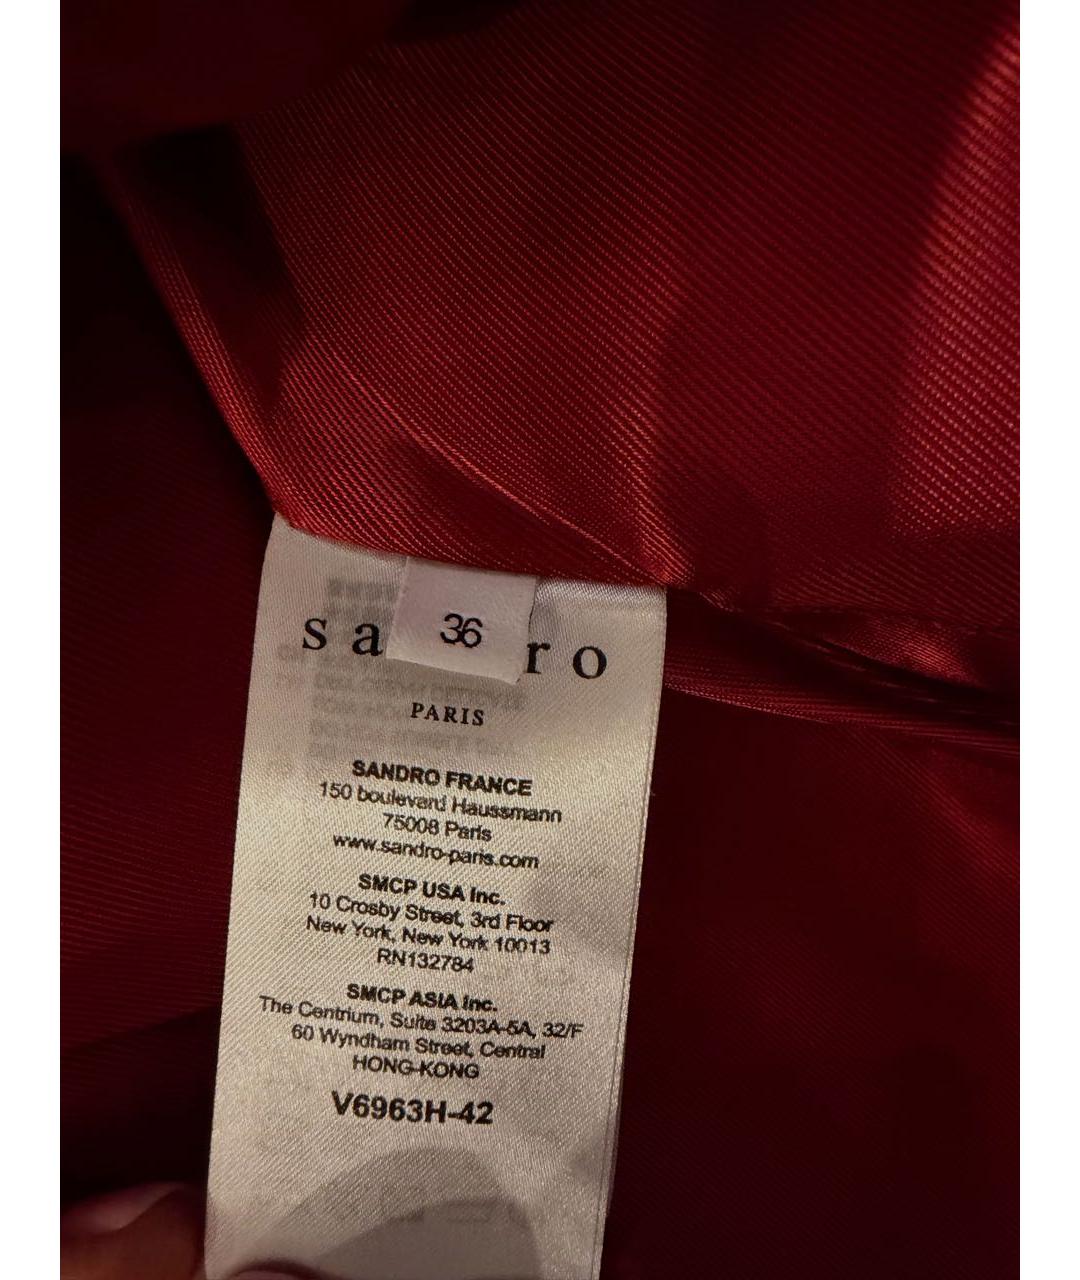 36
sa ro
PARIS
SANDRO FRANCE
150 boulevard Haussmann
75008 Paris
www.sandro-paris.com
SMCP USA Inc.
10 Crosby Street, 3rd Floor
New York, New York 10013
RN132784
SMCP ASIA Inc.
The Centrium, Suite 3203A-5A, 32/F
60 Wyndham Street, Central
HONG-KONG
V6963H-42